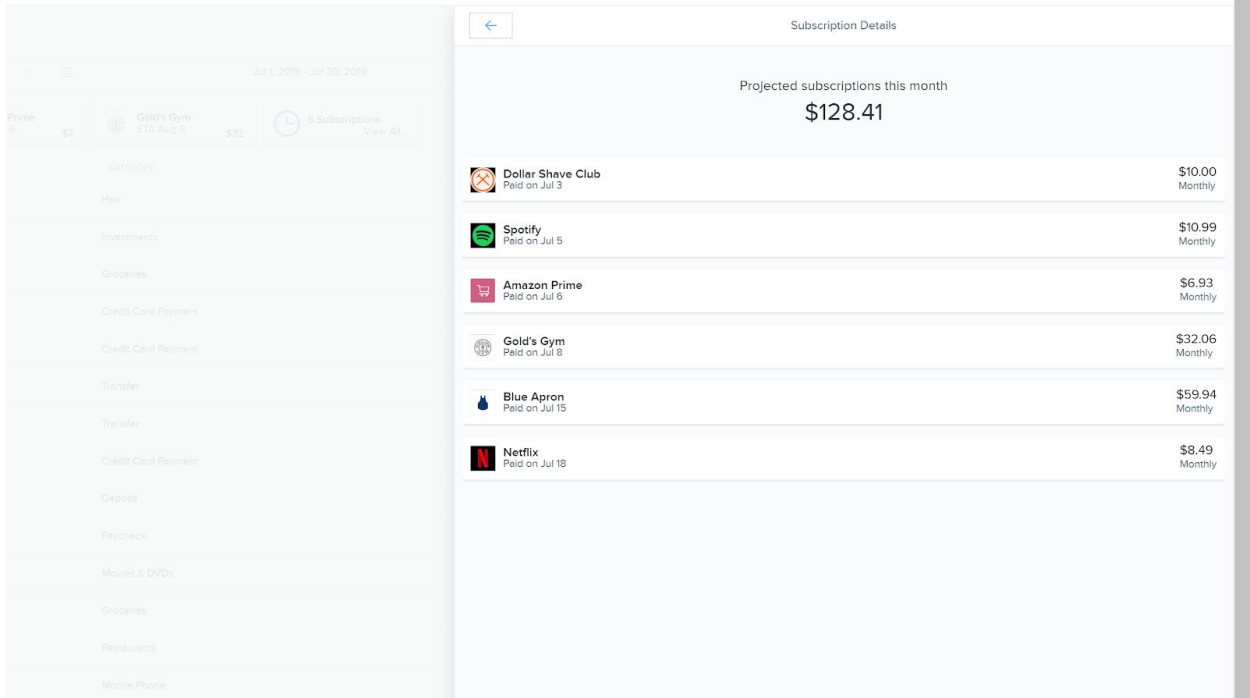 Subscription Details
Projected subscriptions this month
$128.41
Dollar Shave Club
Paid on Jul 3
$10.00
Monthly
Spotify
Paid on Jul 5
$10.99
Monthly
Amazon Prime
Paid on Jul 6
$6.93
Monthly
Gold's Gym
Paid on Jul 8
$32.06
Monthly
Blue Apron
Paid on Jul 15
$59.94
Monthly
Netflix
Paid on Jul 18
$8.49
Monthly
Jul 1, 2019 - Jul 30, 2019
Prime
6
$7
Gold's Gym
ETA Aug 8
$32
6 Subscriptions
View All...
CATEGORY
Hair
Investments
Groceries
Credit Card Payment
Credit Card Payment
Transfer
Transfer
Credit Card Payment
Deposit
Paycheck
Movies & DVDs
Groceries
Restaurants
Mobile Phone